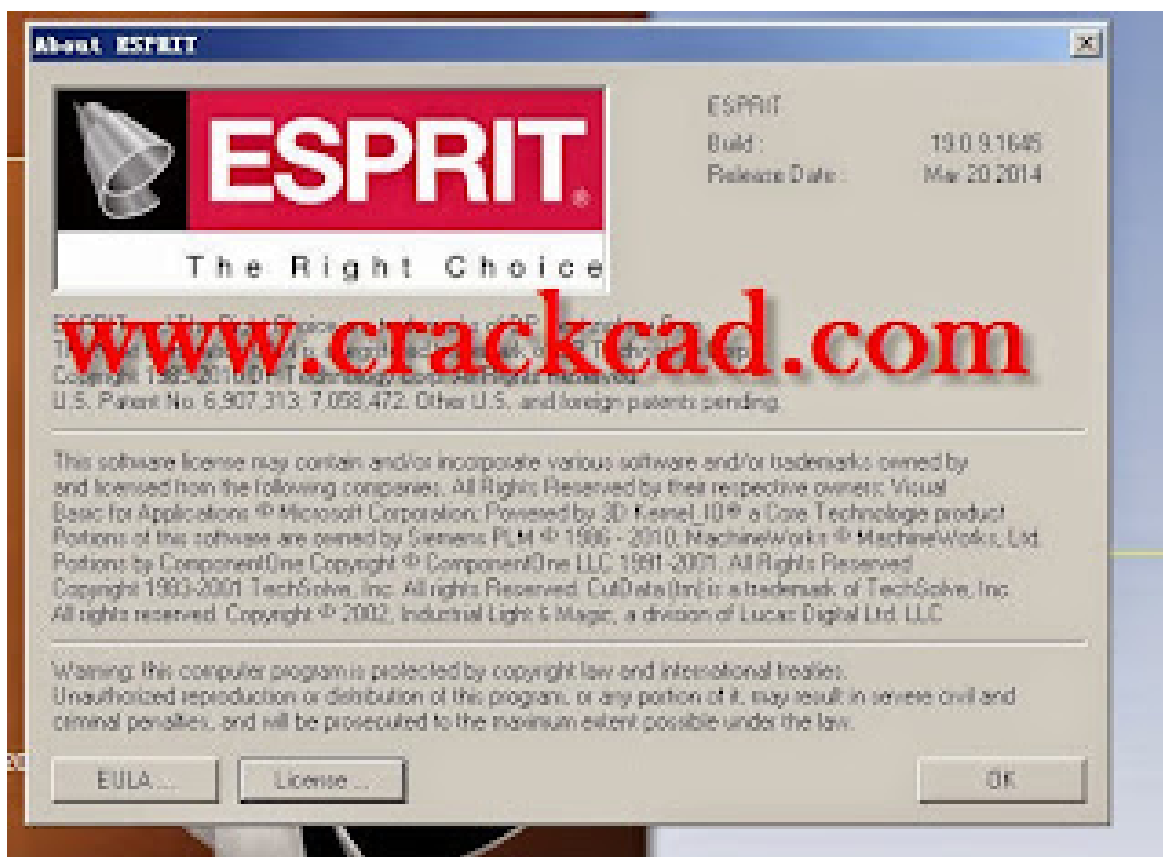 About ESPRIT
ESPRIT
Build : 19.0.9.1645
Release Date : Mar 20 2014
ESPRIT®
The Right Choice
www.crackcad.com
U.S. Patent No. 6,907,313; 7,058,472. Other U.S. and foreign patents pending.
This software license may contain and/or incorporate various software and/or trademarks owned by
and licensed from the following companies. All Rights Reserved by their respective owners: Visual
Basic for Applications © Microsoft Corporation; Powered by 3D Kernel_IO® a Core Technologie product
Portions of this software are owned by Siemens PLM © 1986 - 2010; MachineWorks © MachineWorks, Ltd.
Portions by ComponentOne Copyright © ComponentOne LLC 1991-2001. All Rights Reserved
Copyright 1983-2001 TechSolve, Inc. All rights Reserved. CutData(tm) is a trademark of TechSolve, Inc.
All rights reserved. Copyright © 2002, Industrial Light & Magic, a division of Lucas Digital Ltd. LLC
Warning: this computer program is protected by copyright law and international treaties.
Unauthorized reproduction or distribution of this program, or any portion of it, may result in severe civil and
criminal penalties, and will be prosecuted to the maximum extent possible under the law.
EULA ...
License ...
OK